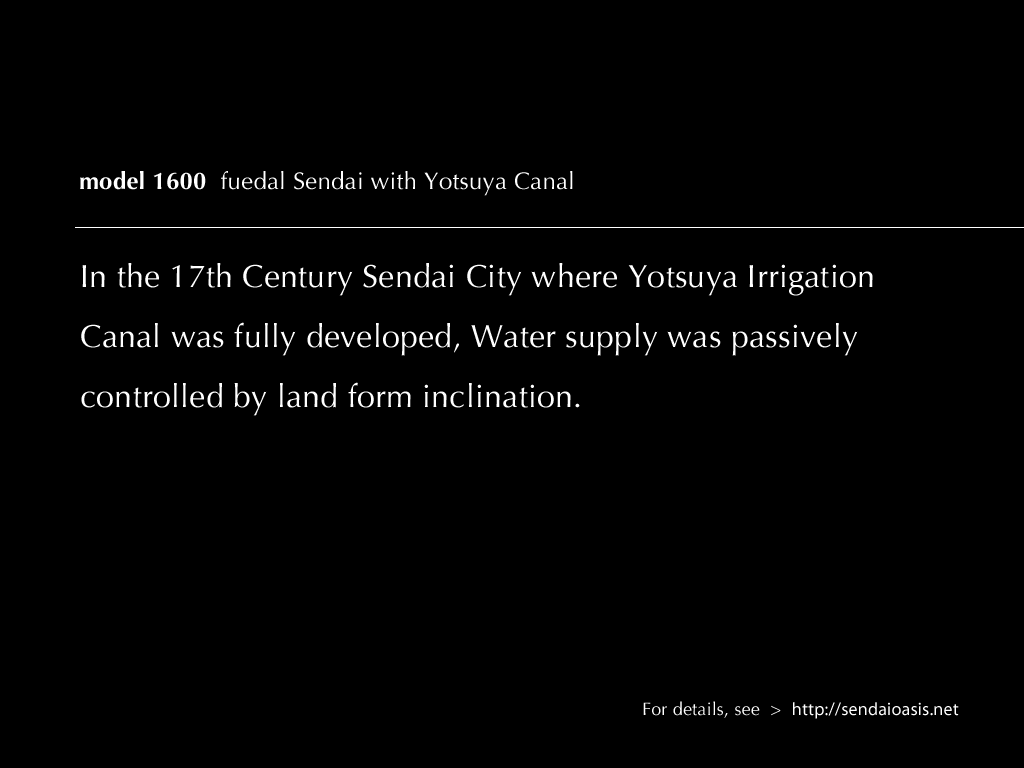 model 1600 fuedal Sendai with Yotsuya Canal
In the 17th Century Sendai City where Yotsuya Irrigation
Canal was fully developed, Water supply was passively
controlled by land form inclination.
For details, see > http://sendaioasis.net